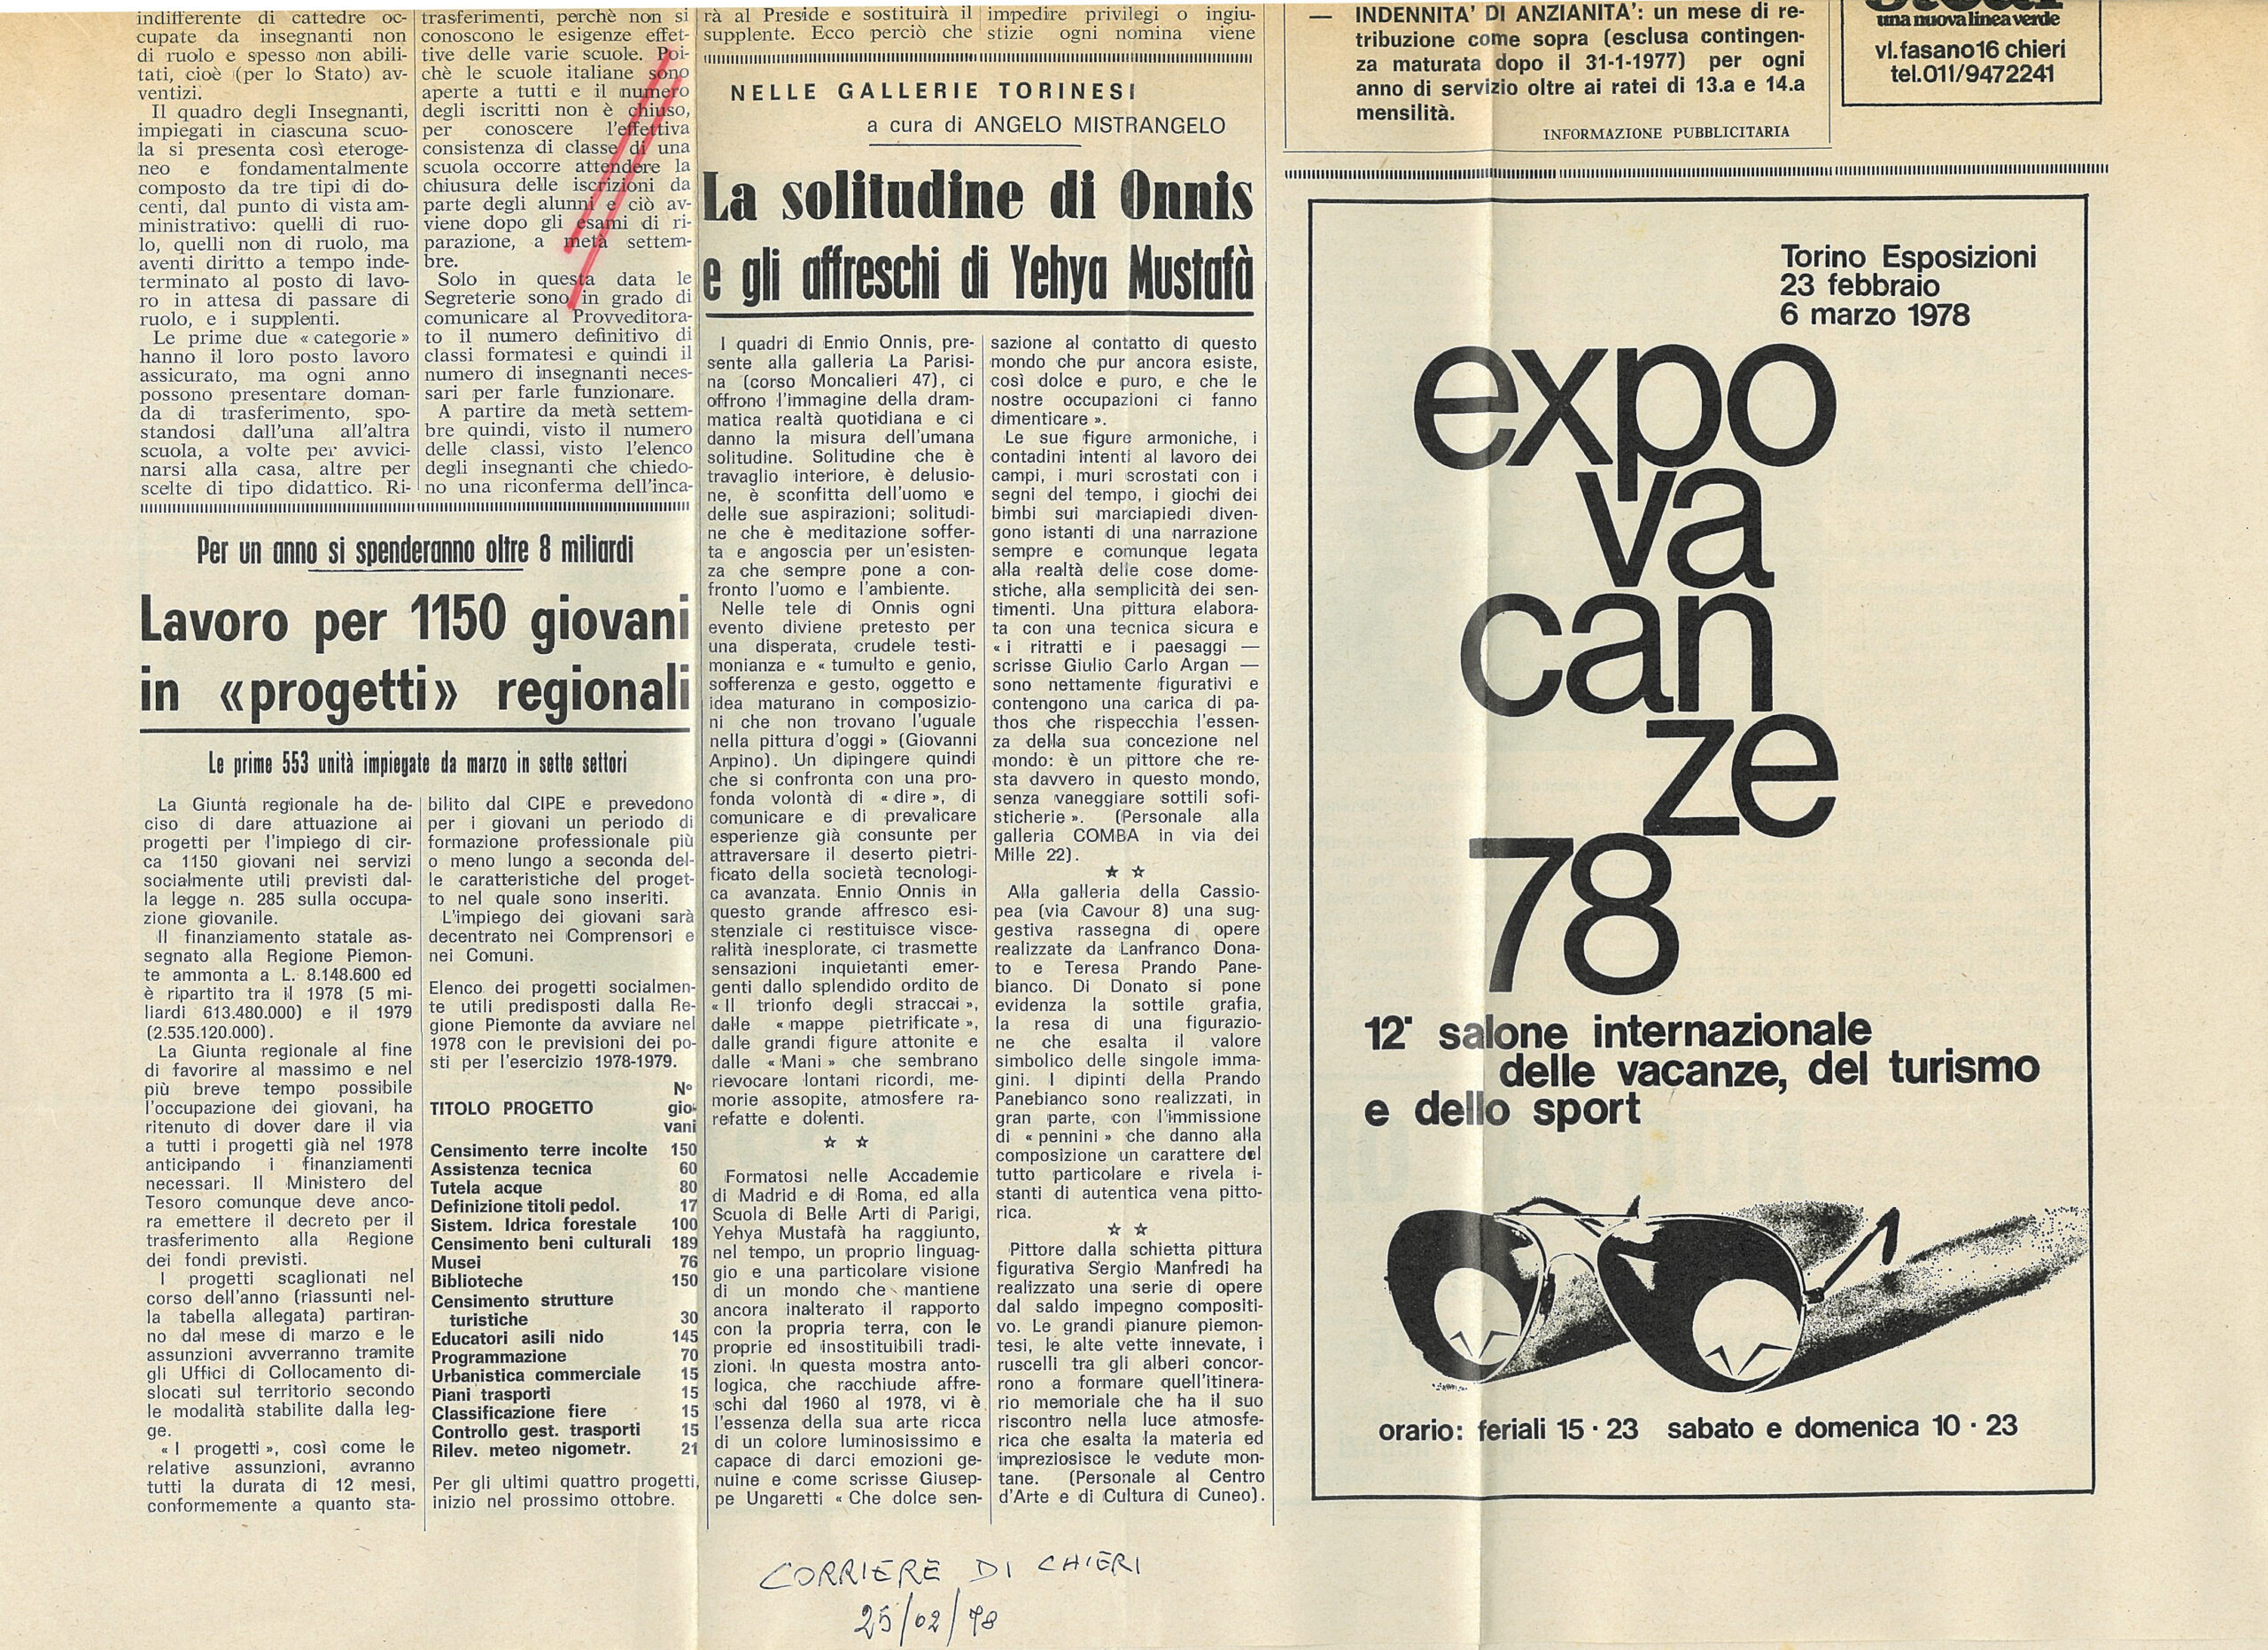 indifferente di cattedre oc-
cupate da insegnanti non
di ruolo e spesso non abili-
tati, cioè (per lo Stato) av-
ventizi.
Il quadro degli Insegnanti,
impiegati in ciascuna scuo-
la si presenta così eteroge-
neo e fondamentalmente
composto da tre tipi di do-
centi, dal punto di vista am-
ministrativo: quelli di ruo-
lo, quelli non di ruolo, ma
aventi diritto a tempo inde-
terminato al posto di lavo-
ro in attesa di passare di
ruolo, e i supplenti.
Le prime due « categorie »
hanno il loro posto lavoro
assicurato, ma ogni anno
possono presentare doman-
da di trasferimento, spo-
standosi dall'una all'altra
scuola, a volte per avvici-
narsi alla casa, altre per
scelte di tipo didattico. Ri-
trasferimenti, perchè non si
conoscono le esigenze effet-
tive delle varie scuole. Poi-
chè le scuole italiane sono
aperte a tutti e il numero
degli iscritti non è chiuso,
per conoscere l'effettiva
consistenza di classe di una
scuola occorre attendere la
chiusura delle iscrizioni da
parte degli alunni e ciò av-
viene dopo gli esami di ri-
parazione, a metà settem-
bre.
Solo in questa data le
Segreterie sono in grado di
comunicare al Provveditora-
to il numero definitivo di
classi formatesi e quindi il
numero di insegnanti neces-
sari per farle funzionare.
A partire da metà settem-
bre quindi, visto il numero
delle classi, visto l'elenco
degli insegnanti che chiedo-
no una riconferma dell'inca-
rà al Preside e sostituirà il
supplente. Ecco perciò che
impedire privilegi o ingiu-
stizie ogni nomina viene
Per un anno si spenderanno oltre 8 miliardi
Lavoro per 1150 giovani
in «progetti» regionali
Le prime 553 unità impiegate da marzo in sette settori
La Giunta regionale ha de-
ciso di dare attuazione ai
progetti per l'impiego di cir-
ca 1150 giovani nei servizi
socialmente utili previsti dal-
la legge n. 285 sulla occupa-
zione giovanile.
Il finanziamento statale as-
segnato alla Regione Piemon-
te ammonta a L. 8.148.600 ed
è ripartito tra il 1978 (5 mi-
liardi 613.480.000) e il 1979
(2.535.120.000).
La Giunta regionale al fine
di favorire al massimo e nel
più breve tempo possibile
l'occupazione dei giovani, ha
ritenuto di dover dare il via
a tutti i progetti già nel 1978
anticipando i finanziamenti
necessari. Il Ministero del
Tesoro comunque deve anco-
ra emettere il decreto per il
trasferimento alla Regione
dei fondi previsti.
I progetti scaglionati nel
corso dell'anno (riassunti nel-
la tabella allegata) partiran-
no dal mese di marzo e le
assunzioni avverranno tramite
gli Uffici di Collocamento di-
slocati sul territorio secondo
le modalità stabilite dalla leg-
ge.
« I progetti », così come le
relative assunzioni, avranno
tutti la durata di 12 mesi,
conformemente a quanto sta-
bilito dal CIPE e prevedono
per i giovani un periodo di
formazione professionale più
o meno lungo a seconda del-
le caratteristiche del proget-
to nel quale sono inseriti.
L'impiego dei giovani sarà
decentrato nei Comprensori e
nei Comuni.
Elenco dei progetti socialmen-
te utili predisposti dalla Re-
gione Piemonte da avviare nel
1978 con le previsioni dei po-
sti per l'esercizio 1978-1979.
N°
TITOLO PROGETTO gio-
vani
Censimento terre incolte 150
Assistenza tecnica 60
Tutela acque 80
Definizione titoli pedol. 17
Sistem. Idrica forestale 100
Censimento beni culturali 189
Musei 76
Biblioteche 150
Censimento strutture
turistiche 30
Educatori asili nido 145
Programmazione 70
Urbanistica commerciale 15
Piani trasporti 15
Classificazione fiere 15
Controllo gest. trasporti 15
Rilev. meteo nigometr. 21
Per gli ultimi quattro progetti,
inizio nel prossimo ottobre.
NELLE GALLERIE TORINESI
a cura di ANGELO MISTRANGELO
La solitudine di Onnis
e gli affreschi di Yehya Mustafà
I quadri di Ennio Onnis, pre-
sente alla galleria La Parisi-
na (corso Moncalieri 47), ci
offrono l'immagine della dram-
matica realtà quotidiana e ci
danno la misura dell'umana
solitudine. Solitudine che è
travaglio interiore, è delusio-
ne, è sconfitta dell'uomo e
delle sue aspirazioni; solitudi-
ne che è meditazione soffer-
ta e angoscia per un'esisten-
za che sempre pone a con-
fronto l'uomo e l'ambiente.
Nelle tele di Onnis ogni
evento diviene pretesto per
una disperata, crudele testi-
monianza e « tumulto e genio,
sofferenza e gesto, oggetto e
idea maturano in composizio-
ni che non trovano l'uguale
nella pittura d'oggi » (Giovanni
Arpino). Un dipingere quindi
che si confronta con una pro-
fonda volontà di « dire », di
comunicare e di prevalicare
esperienze già consunte per
attraversare il deserto pietri-
ficato della società tecnologi-
ca avanzata. Ennio Onnis in
questo grande affresco esi-
stenziale ci restituisce visce-
ralità inesplorate, ci trasmette
sensazioni inquietanti emer-
genti dallo splendido ordito de
« Il trionfo degli straccai »,
dalle « mappe pietrificate »,
dalle grandi figure attonite e
dalle « Mani » che sembrano
rievocare lontani ricordi, me-
morie assopite, atmosfere ra-
refatte e dolenti.
☆ ☆
Formatosi nelle Accademie
di Madrid e di Roma, ed alla
Scuola di Belle Arti di Parigi,
Yehya Mustafà ha raggiunto,
nel tempo, un proprio linguag-
gio e una particolare visione
di un mondo che mantiene
ancora inalterato il rapporto
con la propria terra, con le
proprie ed insostituibili tradi-
zioni. In questa mostra anto-
logica, che racchiude affre-
schi dal 1960 al 1978, vi è
l'essenza della sua arte ricca
di un colore luminosissimo e
capace di darci emozioni ge-
nuine e come scrisse Giusep-
pe Ungaretti « Che dolce sen-
sazione al contatto di questo
mondo che pur ancora esiste,
così dolce e puro, e che le
nostre occupazioni ci fanno
dimenticare ».
Le sue figure armoniche, i
contadini intenti al lavoro dei
campi, i muri scrostati con i
segni del tempo, i giochi dei
bimbi sui marciapiedi diven-
gono istanti di una narrazione
sempre e comunque legata
alla realtà delle cose dome-
stiche, alla semplicità dei sen-
timenti. Una pittura elabora-
ta con una tecnica sicura e
« i ritratti e i paesaggi —
scrisse Giulio Carlo Argan —
sono nettamente figurativi e
contengono una carica di pa-
thos che rispecchia l'essen-
za della sua concezione nel
mondo: è un pittore che re-
sta davvero in questo mondo,
senza vaneggiare sottili sofi-
sticherie ». (Personale alla
galleria COMBA in via dei
Mille 22).
★ ☆
Alla galleria della Cassio-
pea (via Cavour 8) una sug-
gestiva rassegna di opere
realizzate da Lanfranco Dona-
to e Teresa Prando Pane-
bianco. Di Donato si pone
evidenza la sottile grafia,
la resa di una figurazio-
ne che esalta il valore
simbolico delle singole imma-
gini. I dipinti della Prando
Panebianco sono realizzati, in
gran parte, con l'immissione
di « pennini » che danno alla
composizione un carattere del
tutto particolare e rivela i-
stanti di autentica vena pitto-
rica.
☆ ☆
Pittore dalla schietta pittura
figurativa Sergio Manfredi ha
realizzato una serie di opere
dal saldo impegno compositi-
vo. Le grandi pianure piemon-
tesi, le alte vette innevate, i
ruscelli tra gli alberi concor-
rono a formare quell'itinera-
rio memoriale che ha il suo
riscontro nella luce atmosfe-
rica che esalta la materia ed
impreziosisce le vedute mon-
tane. (Personale al Centro
d'Arte e di Cultura di Cuneo).
— INDENNITA' DI ANZIANITA': un mese di re-
tribuzione come sopra (esclusa contingen-
za maturata dopo il 31-1-1977) per ogni
anno di servizio oltre ai ratei di 13.a e 14.a
mensilità.
INFORMAZIONE PUBBLICITARIA
una nuova linea verde
vl.fasano16 chieri
tel.011/9472241
Torino Esposizioni
23 febbraio
6 marzo 1978
expo
va
can
ze
78
12° salone internazionale
delle vacanze, del turismo
e dello sport
orario: feriali 15 · 23 sabato e domenica 10 · 23
CORRIERE DI CHIERI
25/02/78